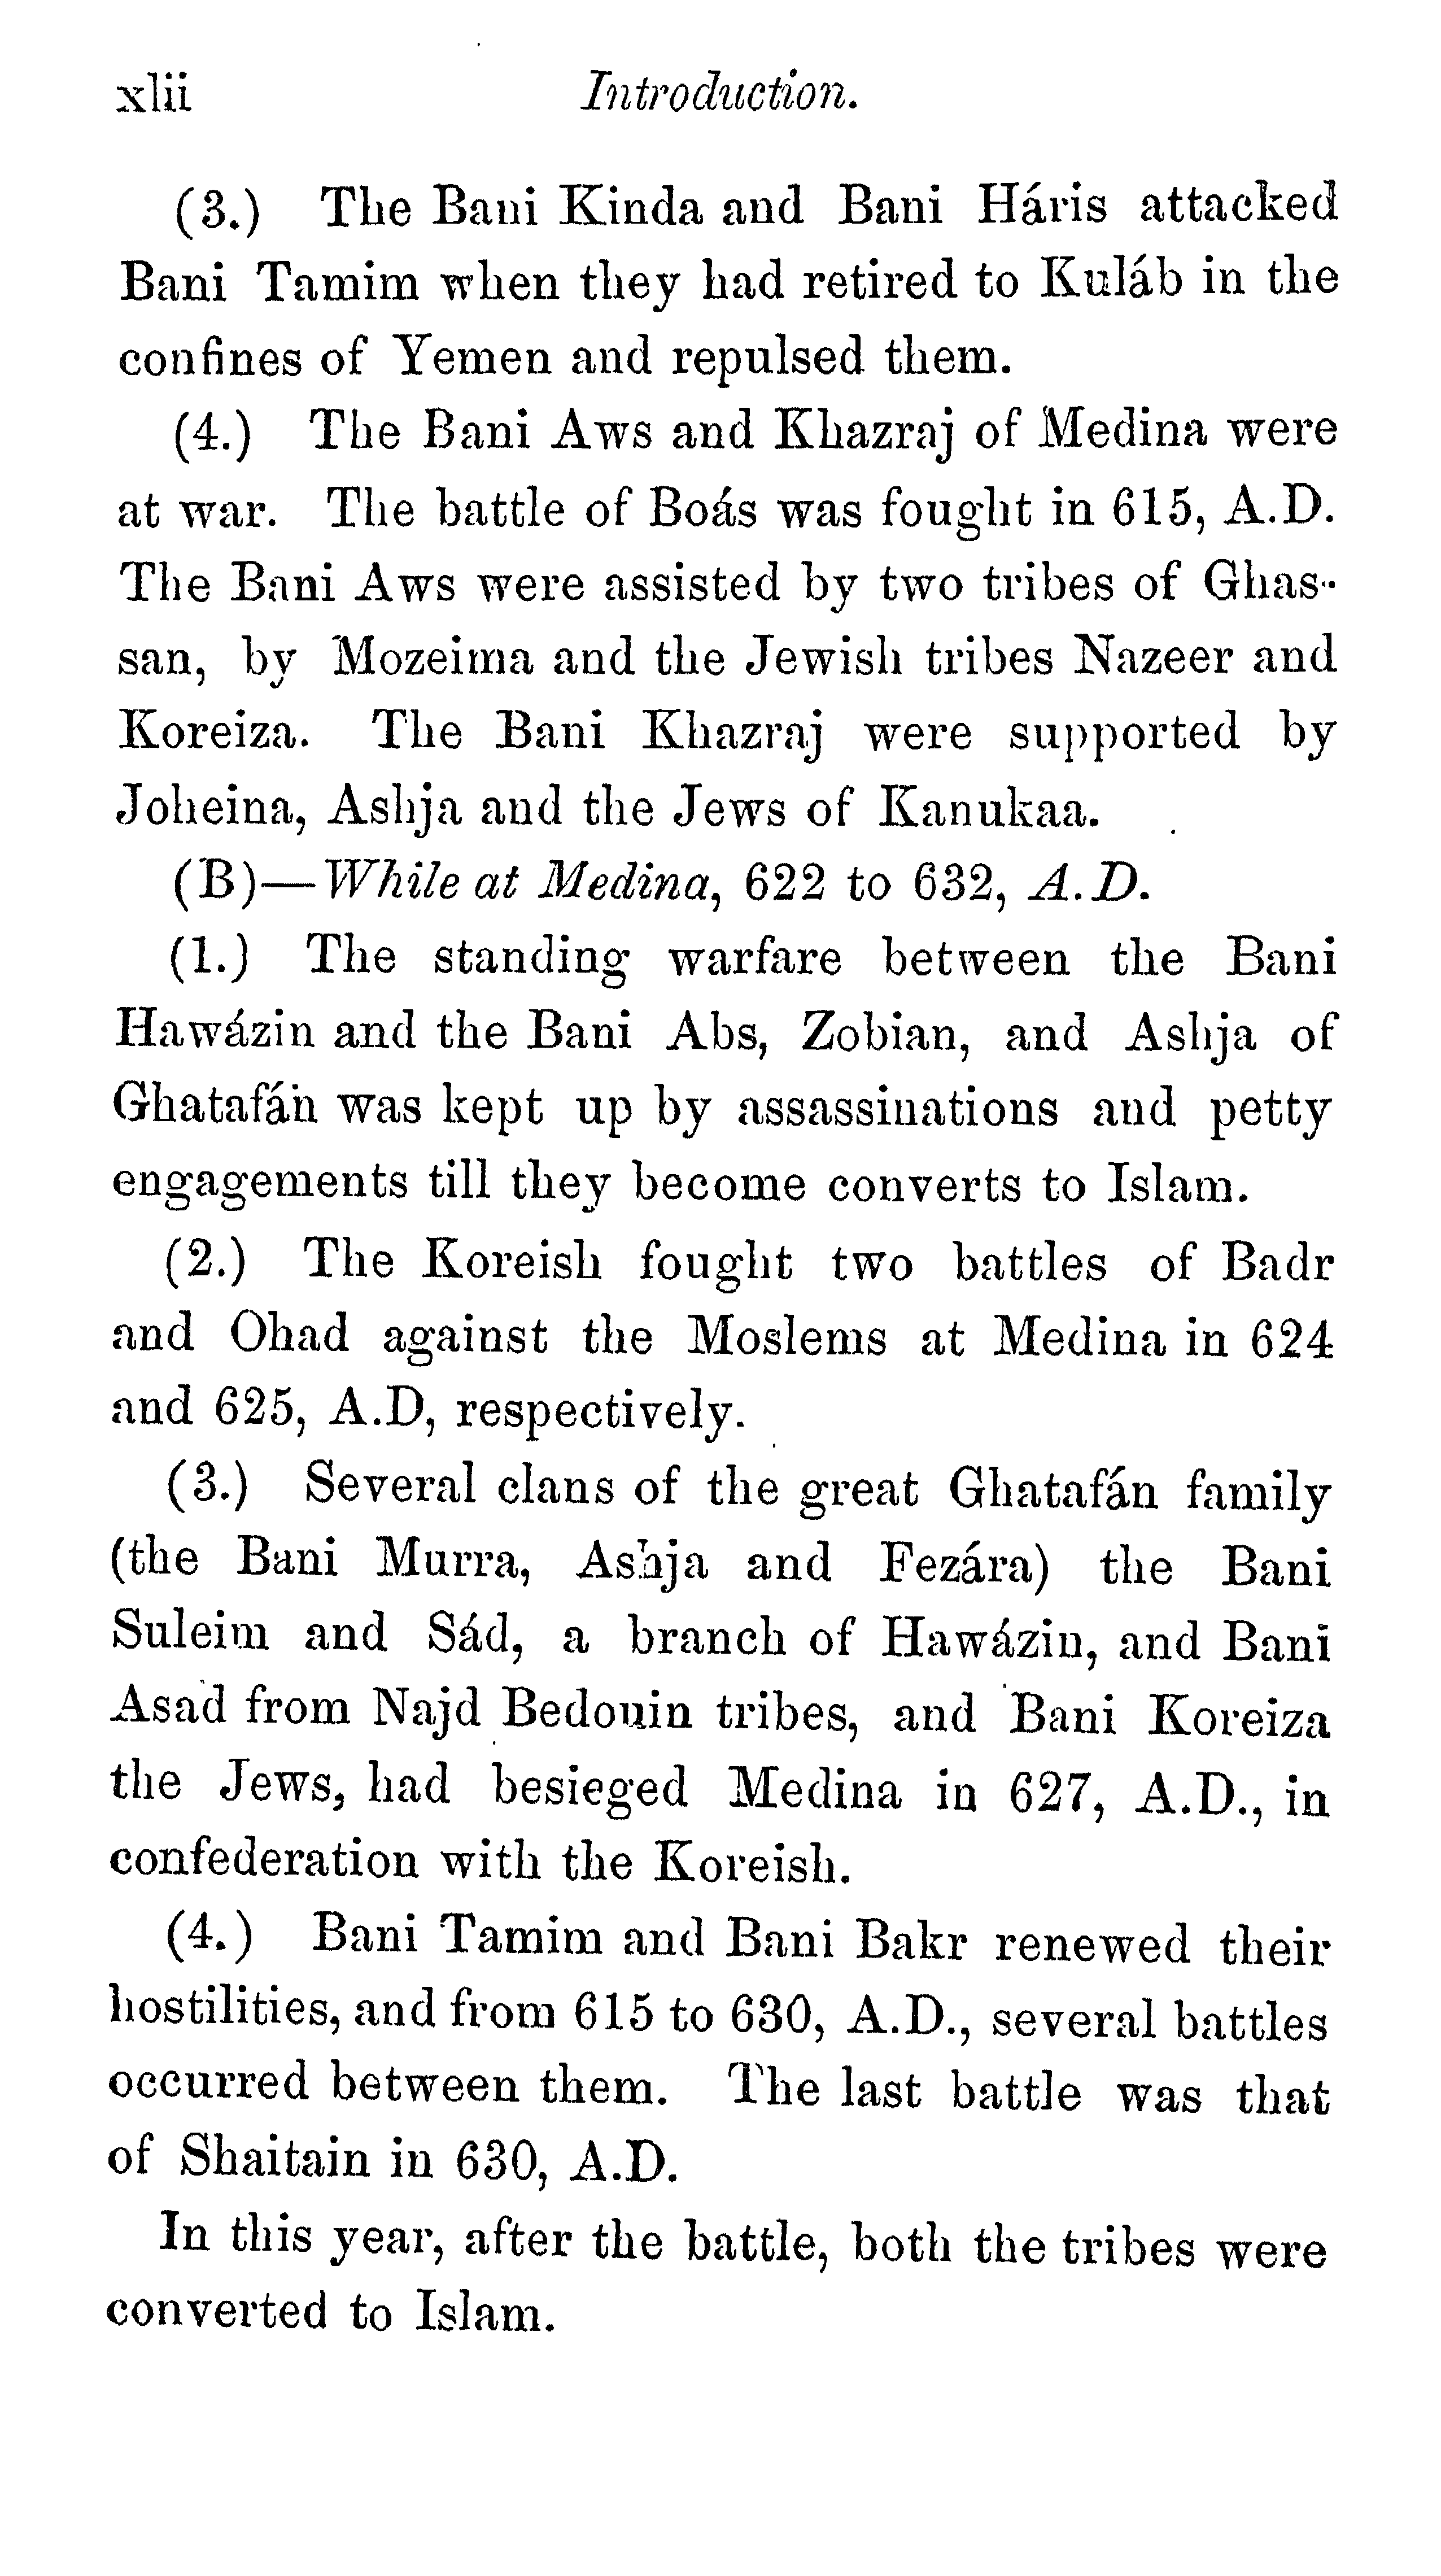 xlii Introduction.
(3.) The Bani Kinda and Bani Háris attacked
Bani Tamim when they had retired to Kuláb in the
confines of Yemen and repulsed them.
(4.) The Bani Aws and Khazraj of Medina were
at war. The battle of Boás was fought in 615, A.D.
The Bani Aws were assisted by two tribes of Ghas-
san, by Mozeima and the Jewish tribes Nazeer and
Koreiza. The Bani Khazraj were supported by
Joheina, Ashja and the Jews of Kanukaa.
(B)—While at Medina, 622 to 632, A.D.
(1.) The standing warfare between the Bani
Hawázin and the Bani Abs, Zobian, and Ashja of
Ghatafán was kept up by assassinations and petty
engagements till they become converts to Islam.
(2.) The Koreish fought two battles of Badr
and Ohad against the Moslems at Medina in 624
and 625, A.D, respectively.
(3.) Several clans of the great Ghatafán family
(the Bani Murra, Ashja and Fezára) the Bani
Suleim and Sád, a branch of Hawázin, and Bani
Asad from Najd Bedouin tribes, and Bani Koreiza
the Jews, had besieged Medina in 627, A.D., in
confederation with the Koreish.
(4.) Bani Tamim and Bani Bakr renewed their
hostilities, and from 615 to 630, A.D., several battles
occurred between them. The last battle was that
of Shaitain in 630, A.D.
In this year, after the battle, both the tribes were
converted to Islam.